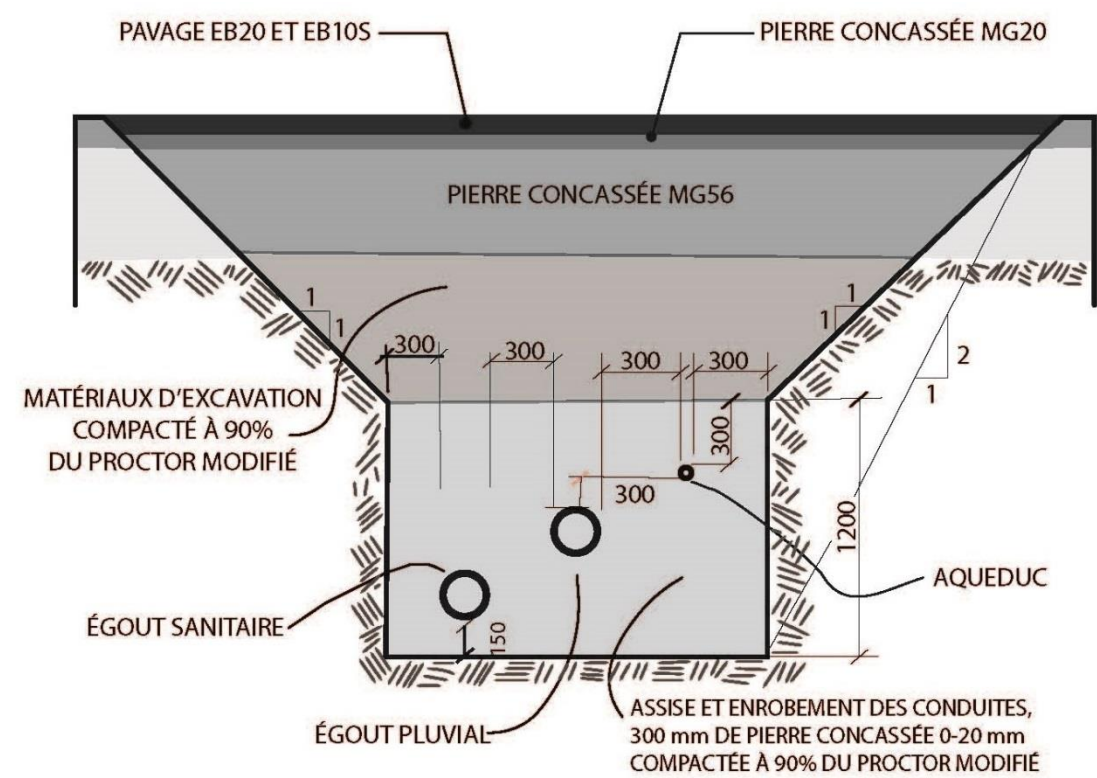 PAVAGE EB20 ET EB10S
PIERRE CONCASSÉE MG20
PIERRE CONCASSÉE MG56
1
1
1
1
2
1
300
300
300
300
MATÉRIAUX D'EXCAVATION
COMPACTÉ À 90%
DU PROCTOR MODIFIÉ
300
300
1200
AQUEDUC
ÉGOUT SANITAIRE
150
ÉGOUT PLUVIAL
ASSISE ET ENROBEMENT DES CONDUITES,
300 mm DE PIERRE CONCASSÉE 0-20 mm
COMPACTÉE À 90% DU PROCTOR MODIFIÉ